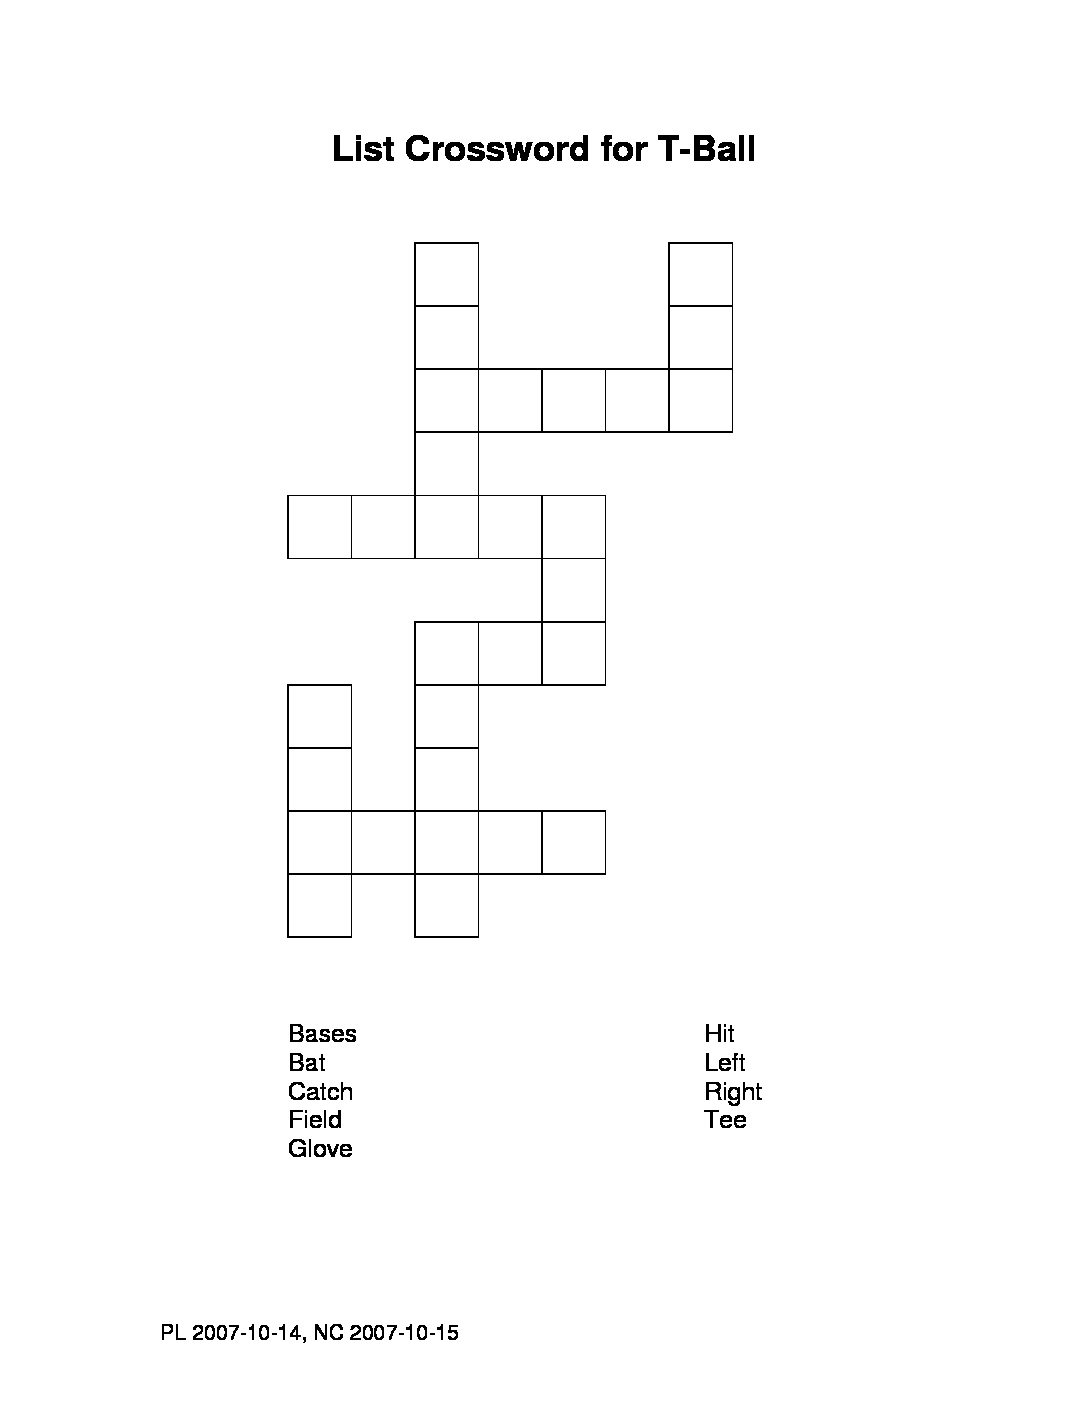 List Crossword for T-Ball
Bases
Bat
Catch
Field
Glove
Hit
Left
Right
Tee
PL 2007-10-14, NC 2007-10-15